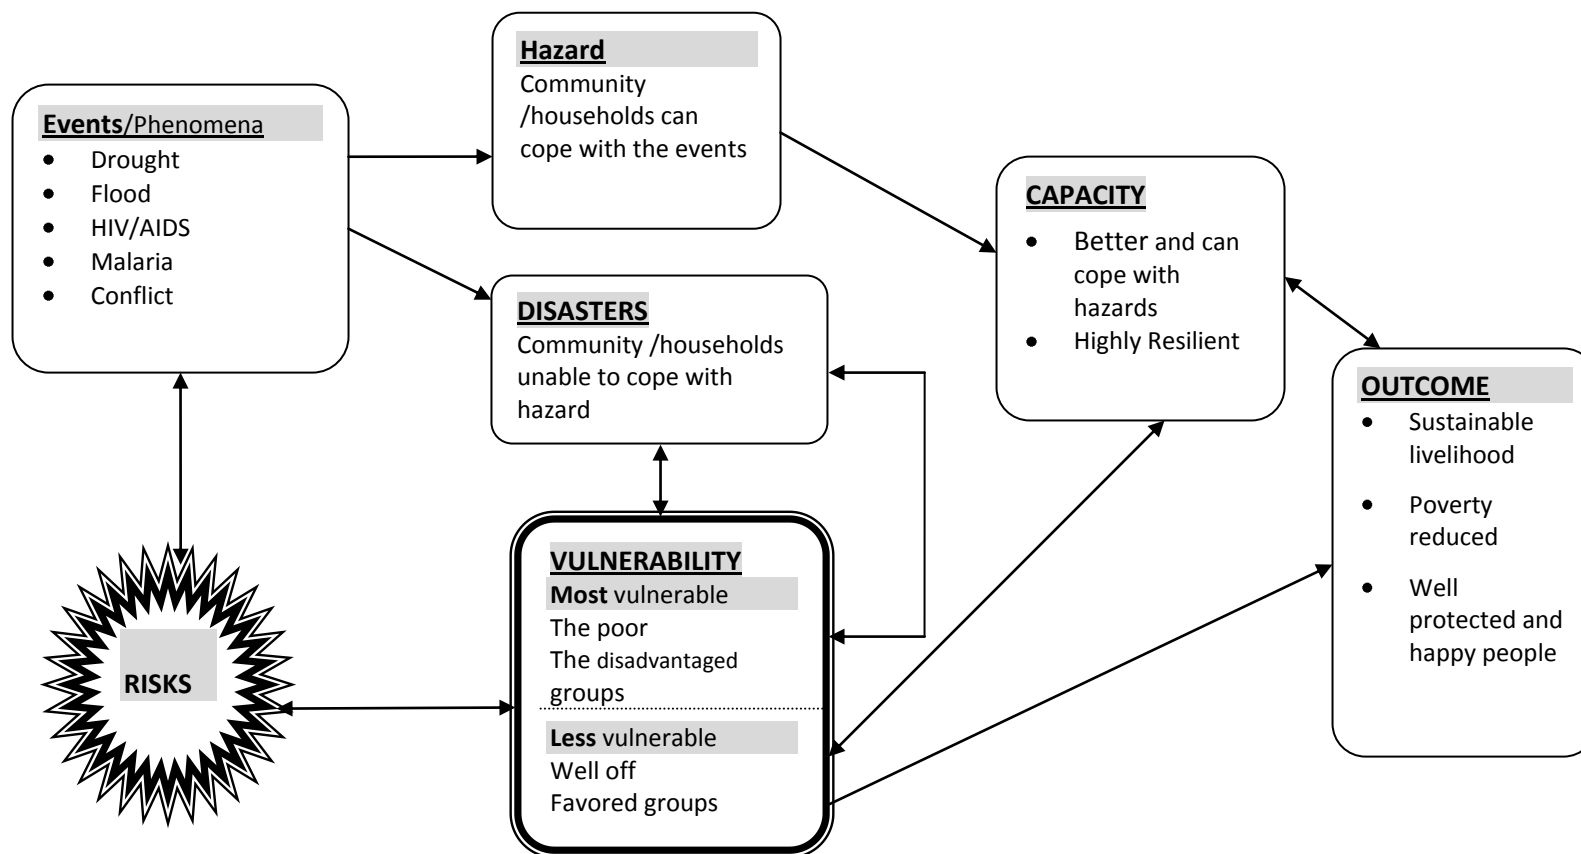 Hazard
Community
/households can
cope with the events
Events/Phenomena
• Drought
• Flood
• HIV/AIDS
• Malaria
• Conflict
CAPACITY
• Better and can
cope with
hazards
• Highly Resilient
DISASTERS
Community /households
unable to cope with
hazard
OUTCOME
• Sustainable
livelihood
• Poverty
reduced
• Well
protected and
happy people
VULNERABILITY
Most vulnerable
The poor
The disadvantaged
groups
Less vulnerable
Well off
Favored groups
RISKS